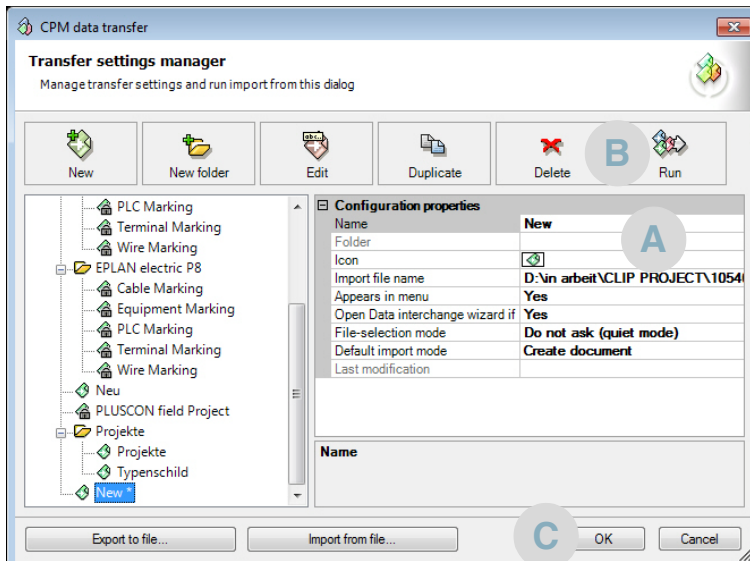 CPM data transfer
Transfer settings manager
Manage transfer settings and run import from this dialog
New
New folder
abc...
Edit
Duplicate
Delete
B
Run
PLC Marking
Terminal Marking
Wire Marking
EPLAN electric P8
Cable Marking
Equipment Marking
PLC Marking
Terminal Marking
Wire Marking
Neu
PLUSCON field Project
Projekte
Projekte
Typenschild
New *
Configuration properties
Name New
Folder
Icon
Import file name D:\in arbeit\CLIP PROJECT\1054
Appears in menu Yes
Open Data interchange wizard if Yes
File-selection mode Do not ask (quiet mode)
Default import mode Create document
Last modification
A
Name
Export to file...
Import from file...
C
OK
Cancel